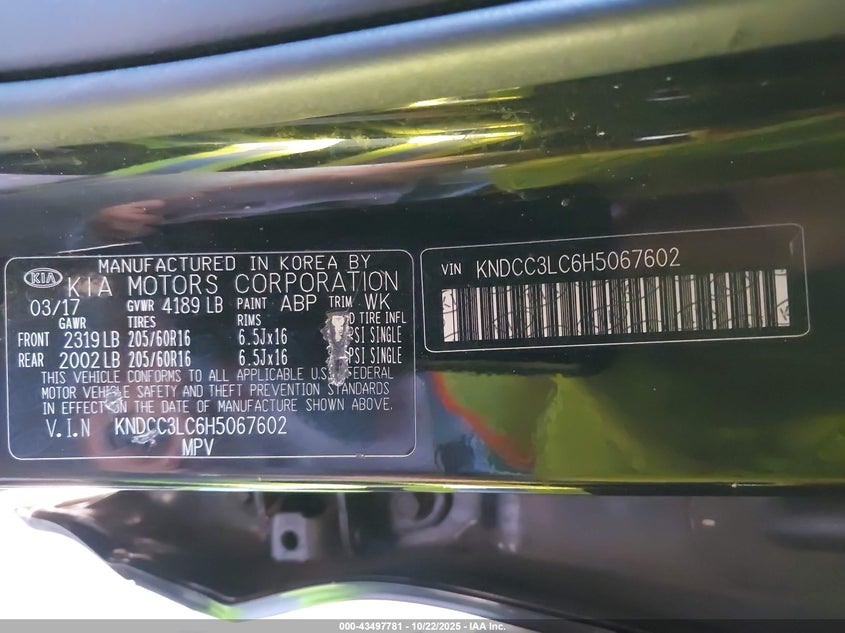 MANUFACTURED IN KOREA BY
KIA KIA MOTORS CORPORATION
03/17 GVWR 4189 LB PAINT ABP TRIM WK
GAWR TIRES RIMS D TIRE INFL
FRONT 2319 LB 205/60R16 6.5Jx16 PSI SINGLE
REAR 2002 LB 205/60R16 6.5Jx16 PSI SINGLE
THIS VEHICLE CONFORMS TO ALL APPLICABLE U.S. FEDERAL
MOTOR VEHICLE SAFETY AND THEFT PREVENTION STANDARDS
IN EFFECT ON THE DATE OF MANUFACTURE SHOWN ABOVE.
V.I.N KNDCC3LC6H5067602
MPV
VIN KNDCC3LC6H5067602
000-43497781 - 10/22/2025 - IAA Inc.